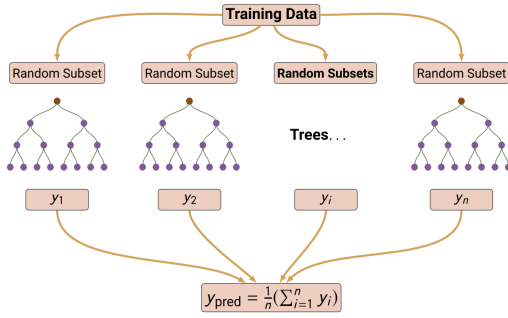 Training Data
Random Subset
Random Subset
Random Subsets
Random Subset
Trees...
y₁
y₂
yᵢ
yₙ
y_pred = 1/n (∑ⁿᵢ₌₁ yᵢ)